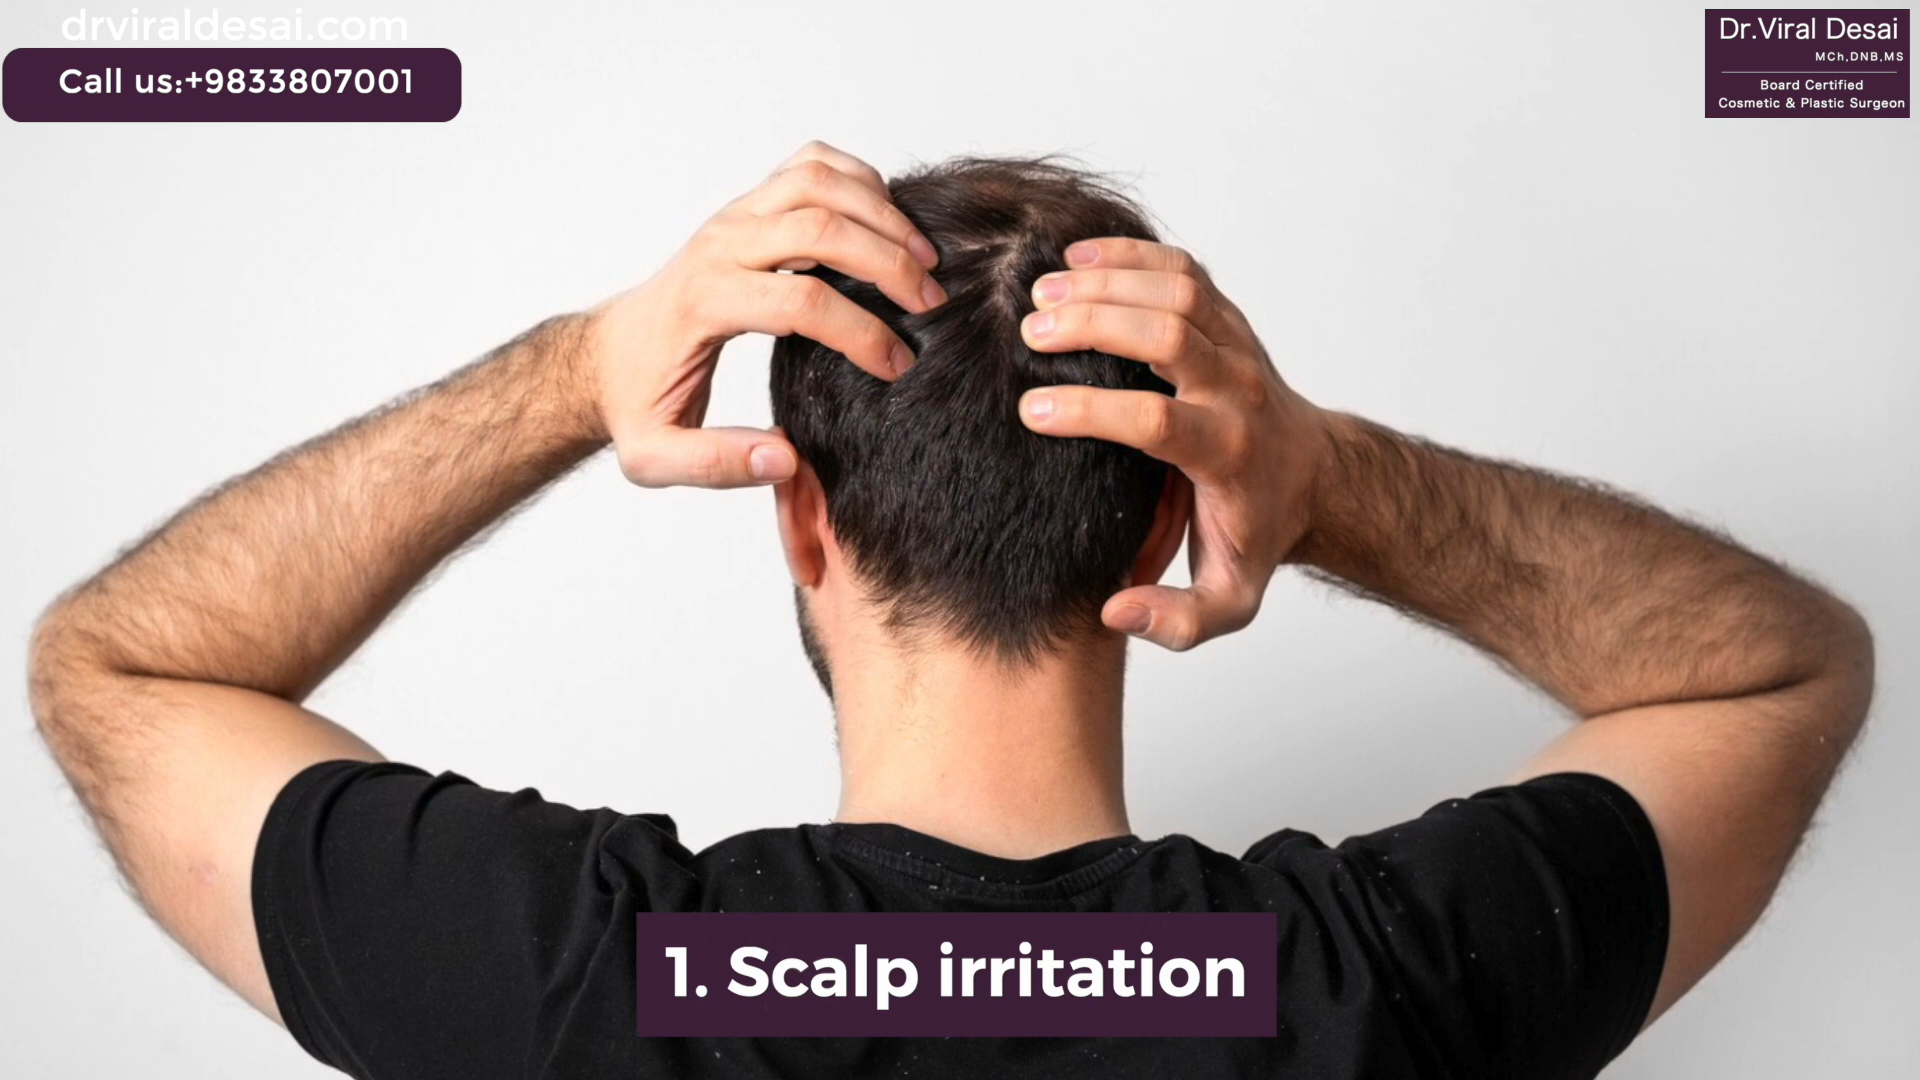 drviraldesai.com
Call us:+9833807001
Dr.Viral Desai
MCh,DNB,MS
Board Certified
Cosmetic & Plastic Surgeon
1. Scalp irritation